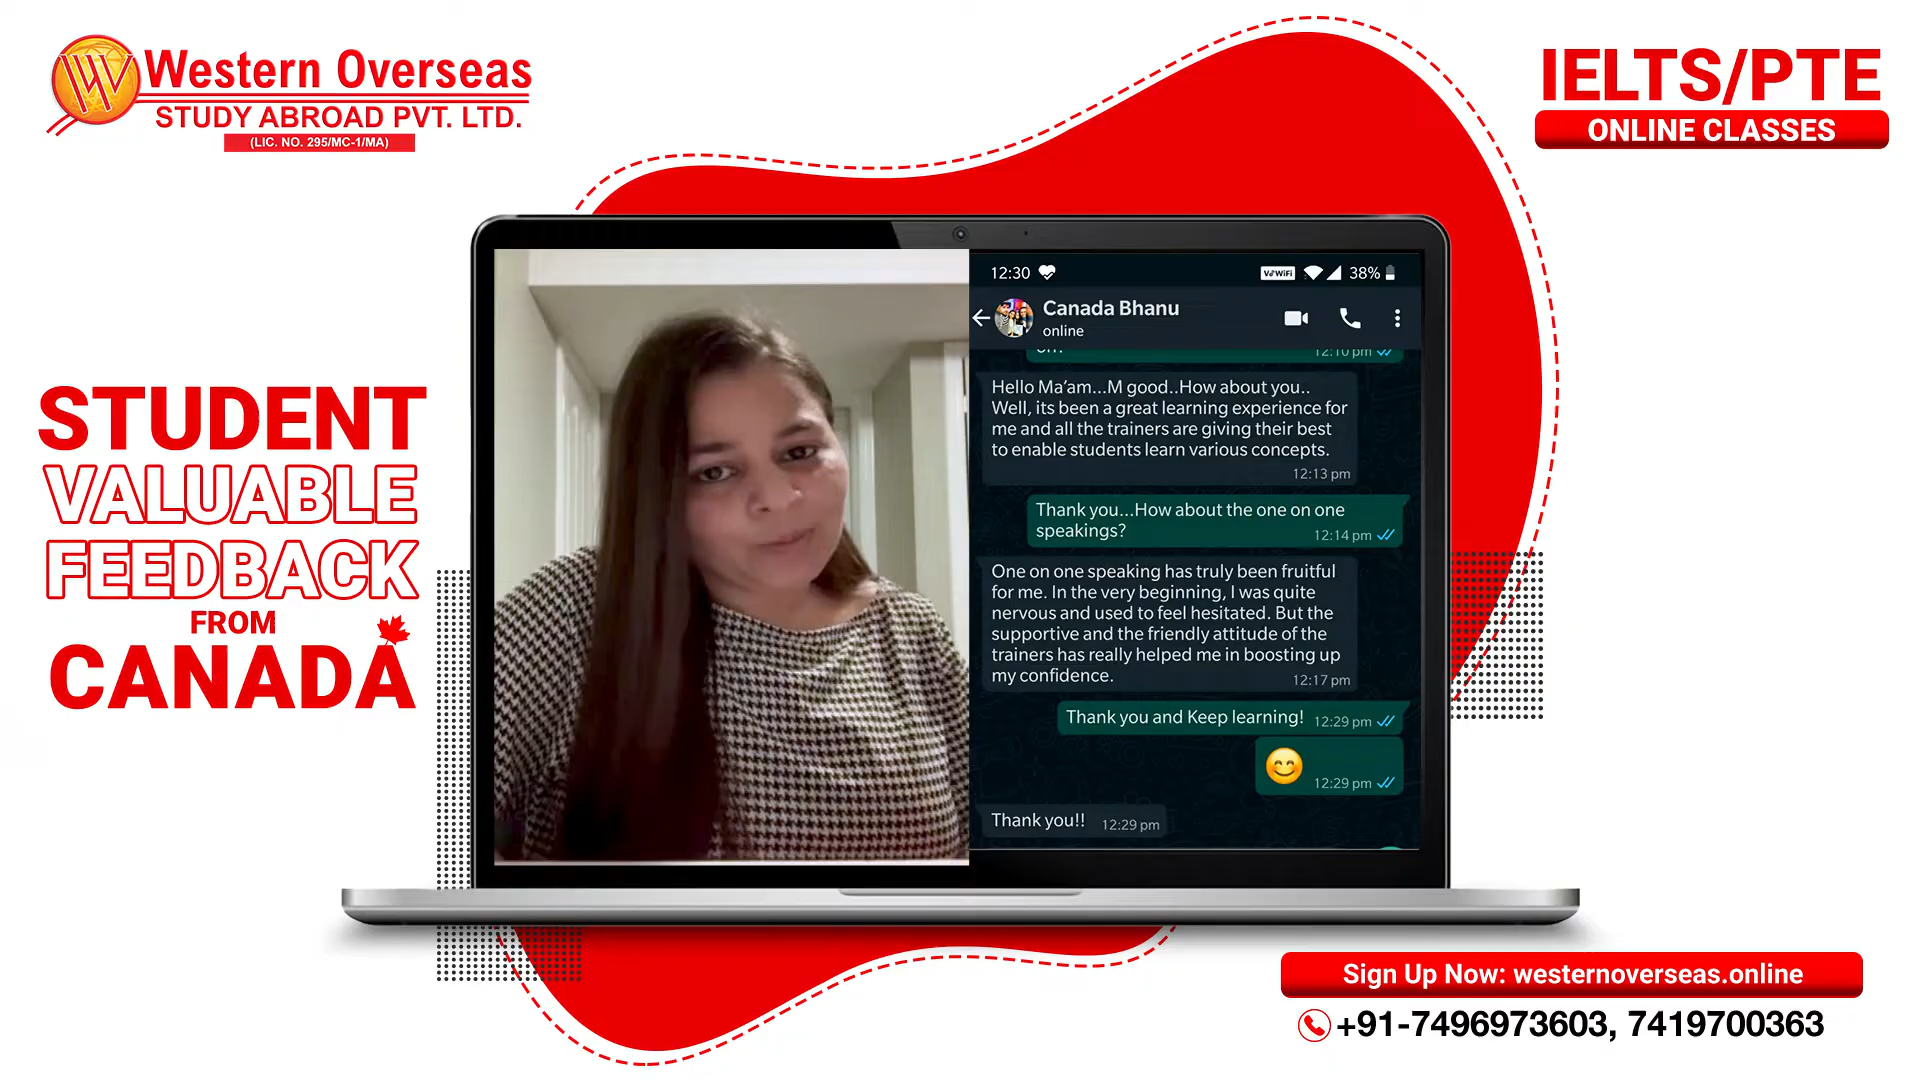 Western Overseas
STUDY ABROAD PVT. LTD.
(LIC. NO. 295/MC-1/MA)
IELTS/PTE
ONLINE CLASSES
STUDENT
VALUABLE
FEEDBACK
FROM
CANADA
12:30
VoWiFi
38%
Canada Bhanu
online
12:10 pm
Hello Ma'am...M good..How about you..
Well, its been a great learning experience for
me and all the trainers are giving their best
to enable students learn various concepts.
12:13 pm
Thank you...How about the one on one
speakings?
12:14 pm
One on one speaking has truly been fruitful
for me. In the very beginning, I was quite
nervous and used to feel hesitated. But the
supportive and the friendly attitude of the
trainers has really helped me in boosting up
my confidence.
12:17 pm
Thank you and Keep learning! 12:29 pm
😊 12:29 pm
Thank you!! 12:29 pm
Sign Up Now: westernoverseas.online
+91-7496973603, 7419700363